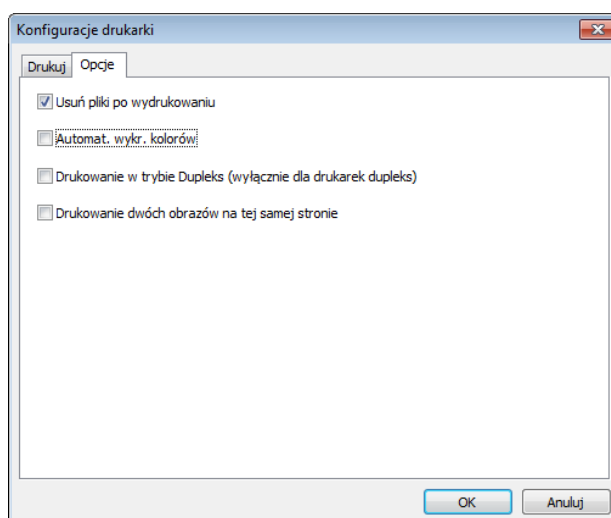 Konfiguracje drukarki
Drukuj Opcje
Usuń pliki po wydrukowaniu
Automat. wykr. kolorów
Drukowanie w trybie Dupleks (wyłącznie dla drukarek dupleks)
Drukowanie dwóch obrazów na tej samej stronie
OK Anuluj